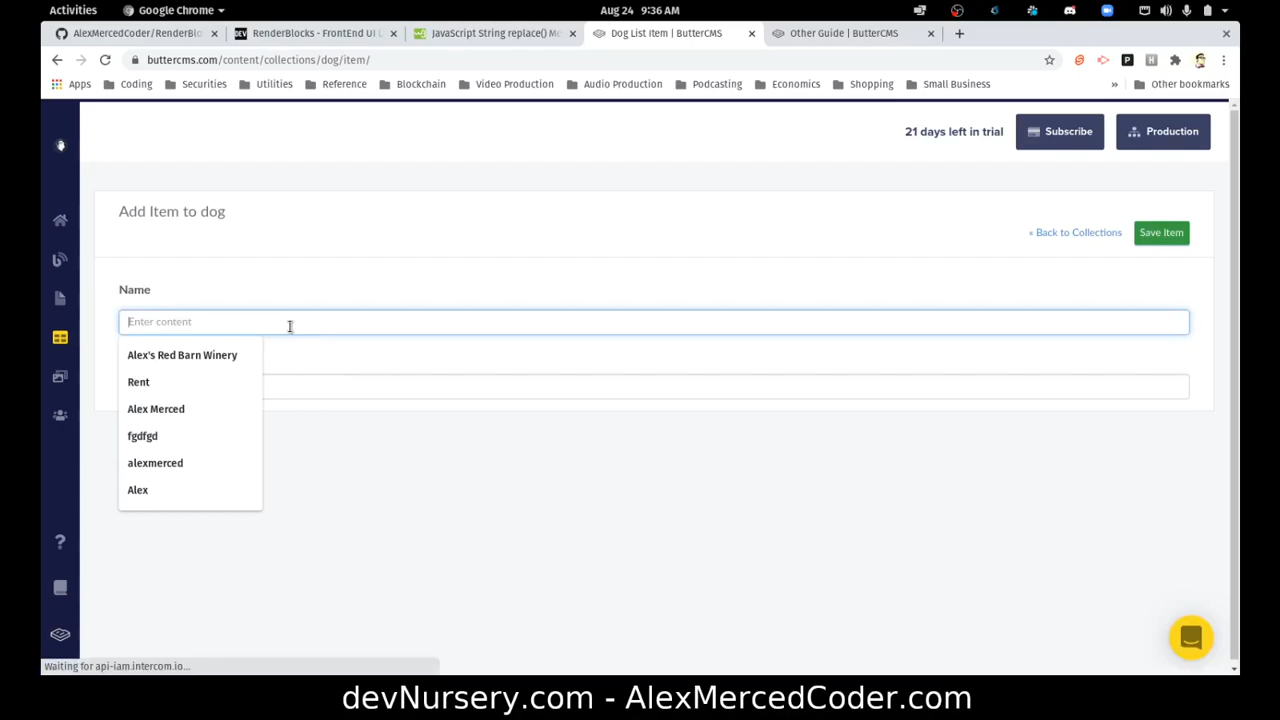 Activities
Google Chrome
Aug 24 9:36 AM
AlexMercedCoder/RenderBlo
RenderBlocks - FrontEnd UI L
JavaScript String replace() Me
Dog List Item | ButterCMS
Other Guide | ButterCMS
buttercms.com/content/collections/dog/item/
Apps
Coding
Securities
Utilities
Reference
Blockchain
Video Production
Audio Production
Podcasting
Economics
Shopping
Small Business
»
Other bookmarks
21 days left in trial
Subscribe
Production
Add Item to dog
« Back to Collections
Save Item
Name
Enter content
Alex's Red Barn Winery
Rent
Alex Merced
fgdfgd
alexmerced
Alex
Waiting for api-iam.intercom.io...
devNursery.com - AlexMercedCoder.com